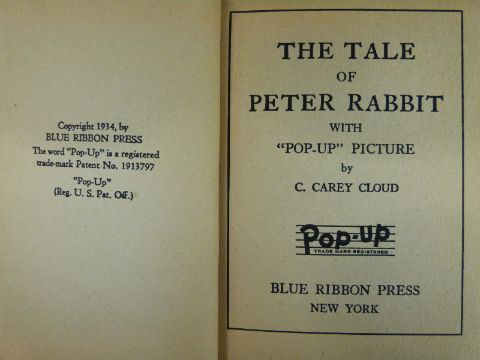 Copyright 1934, by
BLUE RIBBON PRESS
The word "Pop-Up" is a registered
trade-mark Patent No. 1913797
"Pop-Up"
(Reg. U. S. Pat. Off.)
THE TALE
OF
PETER RABBIT
WITH
"POP-UP" PICTURE
by
C. CAREY CLOUD
Pop-Up
TRADE MARK REGISTERED
BLUE RIBBON PRESS
NEW YORK